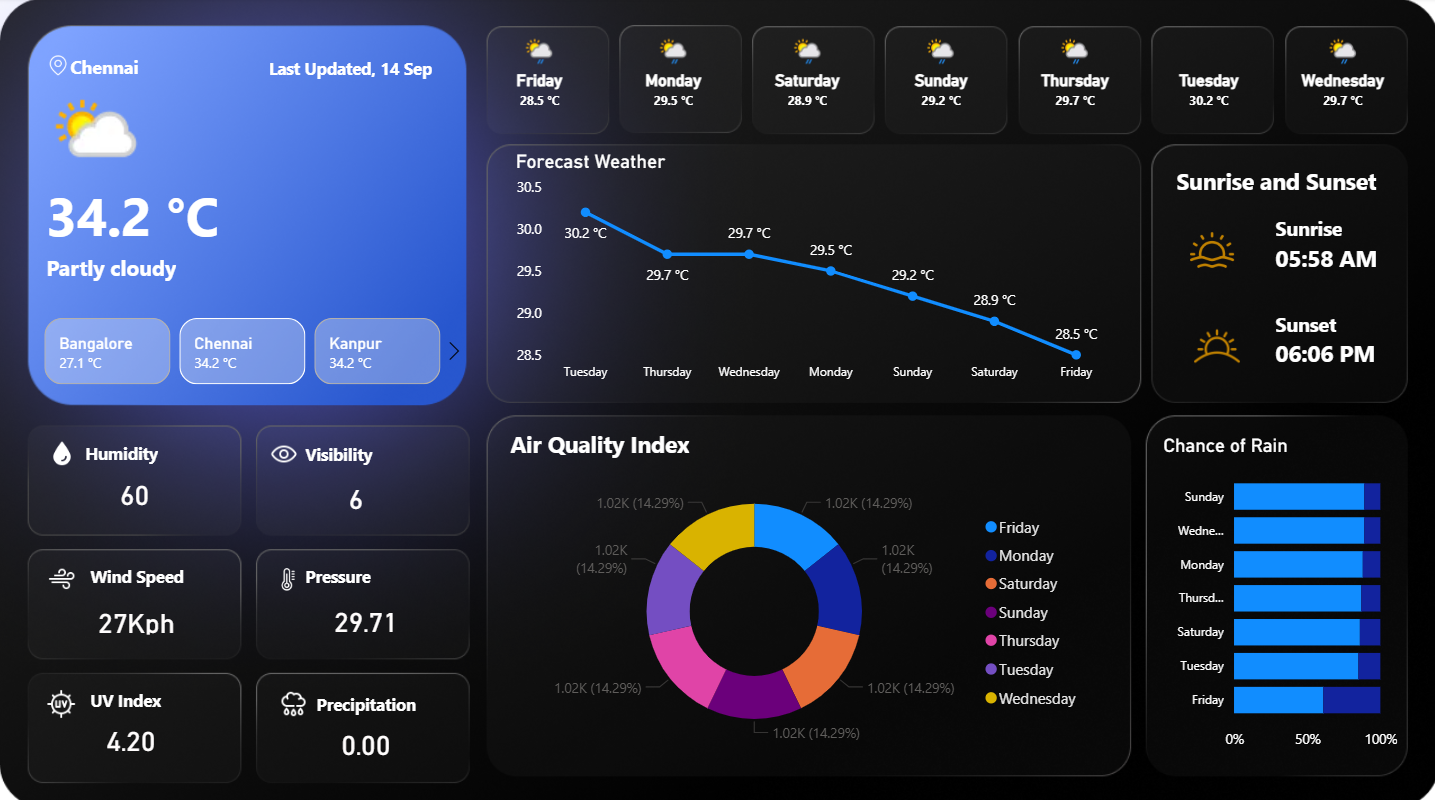 Chennai
Last Updated, 14 Sep
34.2 °C
Partly cloudy
Bangalore
27.1 °C
Chennai
34.2 °C
Kanpur
34.2 °C
Friday
28.5 °C
Monday
29.5 °C
Saturday
28.9 °C
Sunday
29.2 °C
Thursday
29.7 °C
Tuesday
30.2 °C
Wednesday
29.7 °C
Forecast Weather
30.5
30.0
29.5
29.0
28.5
30.2 °C
29.7 °C
29.7 °C
29.5 °C
29.2 °C
28.9 °C
28.5 °C
Tuesday
Thursday
Wednesday
Monday
Sunday
Saturday
Friday
Sunrise and Sunset
Sunrise
05:58 AM
Sunset
06:06 PM
Humidity
60
Visibility
6
Wind Speed
27Kph
Pressure
29.71
UV
UV Index
4.20
Precipitation
0.00
Air Quality Index
1.02K (14.29%)
1.02K (14.29%)
1.02K
(14.29%)
1.02K
(14.29%)
1.02K (14.29%)
1.02K (14.29%)
1.02K (14.29%)
Friday
Monday
Saturday
Sunday
Thursday
Tuesday
Wednesday
Chance of Rain
Sunday
Wedne...
Monday
Thursd...
Saturday
Tuesday
Friday
0%
50%
100%